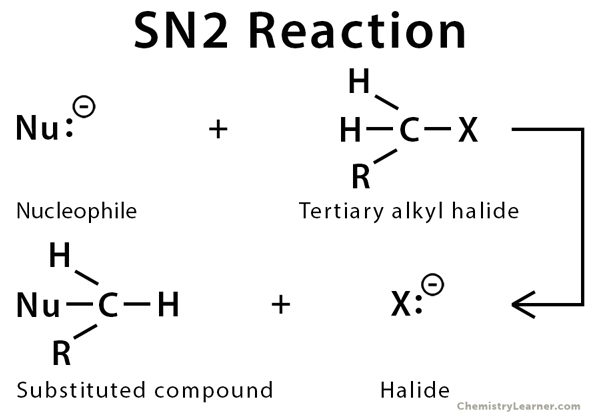 SN2 Reaction
H
Nu:⊖ + H—C—X
R
Nucleophile Tertiary alkyl halide
H
Nu—C—H + X:⊖
R
Substituted compound Halide
ChemistryLearner.com